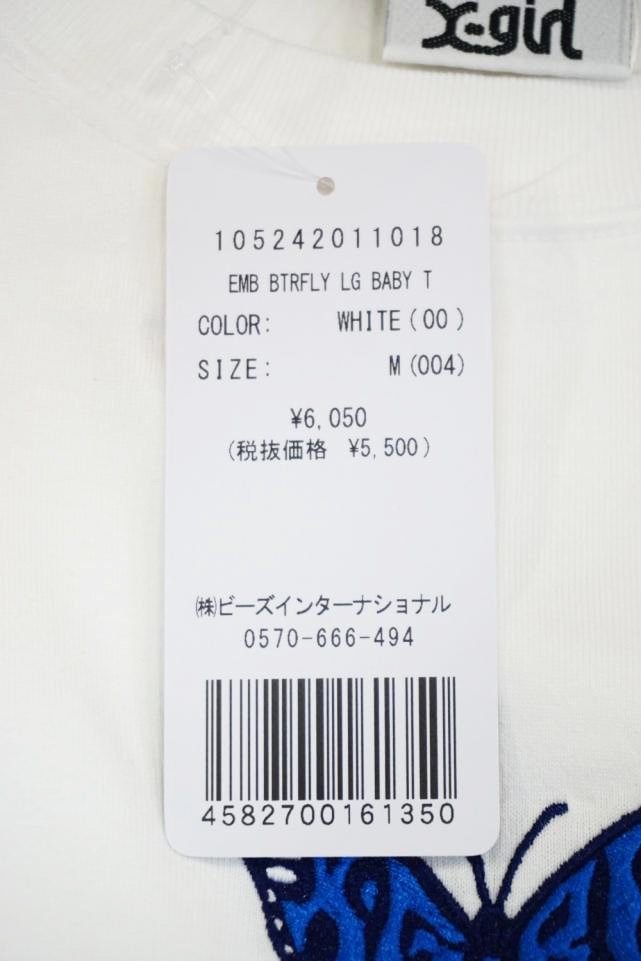 X-girl
105242011018
EMB BTRFLY LG BABY T
COLOR: WHITE(00)
SIZE: M(004)
¥6,050
(税抜価格 ¥5,500)
㈱ビーズインターナショナル
0570-666-494
4582700161350